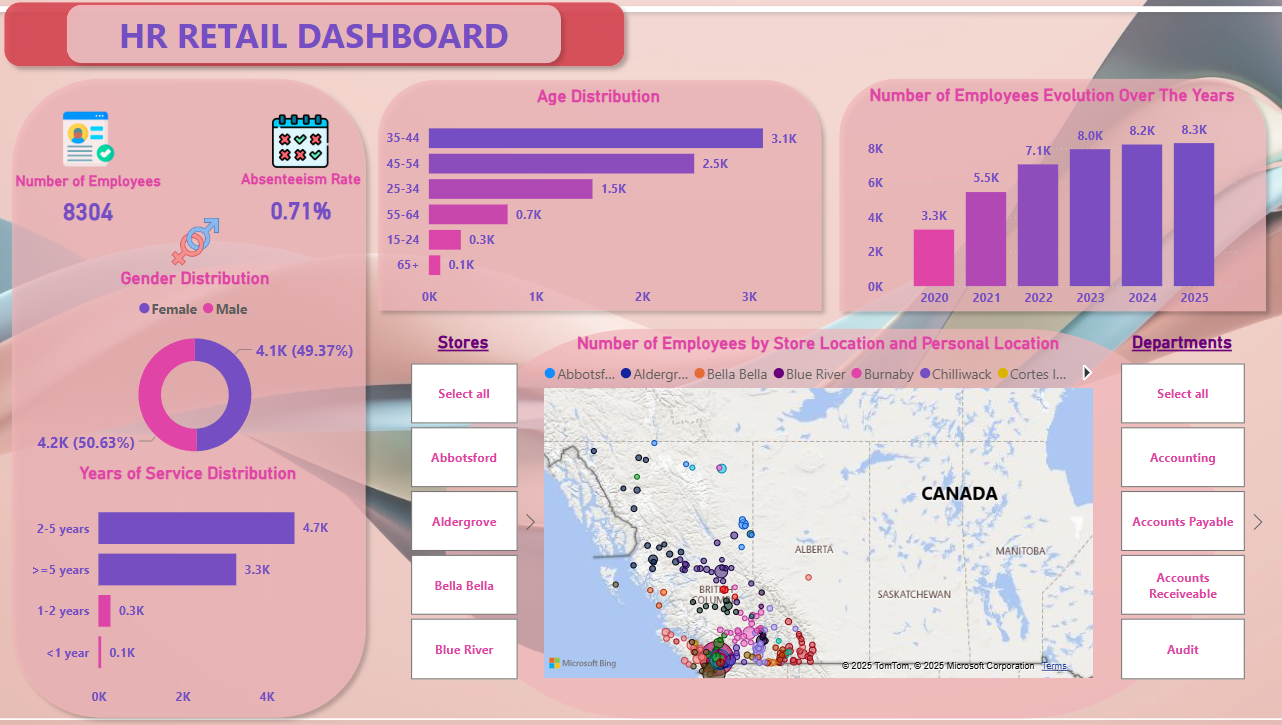 HR RETAIL DASHBOARD
Number of Employees
8304
Absenteeism Rate
0.71%
Gender Distribution
Female
Male
4.1K (49.37%)
4.2K (50.63%)
Years of Service Distribution
2-5 years
4.7K
>=5 years
3.3K
1-2 years
0.3K
<1 year
0.1K
0K
2K
4K
Age Distribution
35-44
3.1K
45-54
2.5K
25-34
1.5K
55-64
0.7K
15-24
0.3K
65+
0.1K
0K
1K
2K
3K
Number of Employees Evolution Over The Years
8K
6K
4K
2K
0K
3.3K
5.5K
7.1K
8.0K
8.2K
8.3K
2020
2021
2022
2023
2024
2025
Stores
Select all
Abbotsford
Aldergrove
Bella Bella
Blue River
Number of Employees by Store Location and Personal Location
Abbotsf...
Aldergr...
Bella Bella
Blue River
Burnaby
Chilliwack
Cortes I...
CANADA
ALBERTA
MANITOBA
SASKATCHEWAN
BRITISH
Microsoft Bing
© 2025 TomTom, © 2025 Microsoft Corporation
Terms
Departments
Select all
Accounting
Accounts Payable
Accounts
Receiveable
Audit